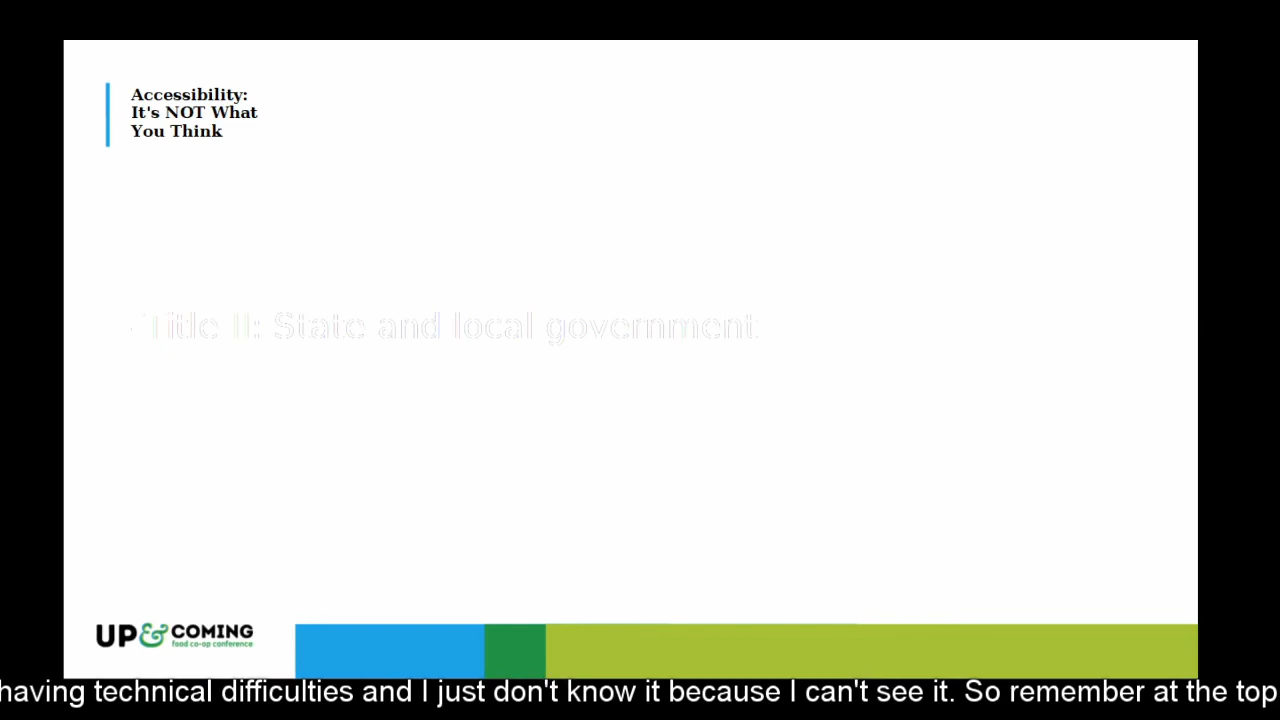 Accessibility:
It's NOT What
You Think
Title II: State and local government
UP & COMING
food co-op conference
having technical difficulties and I just don't know it because I can't see it. So remember at the top